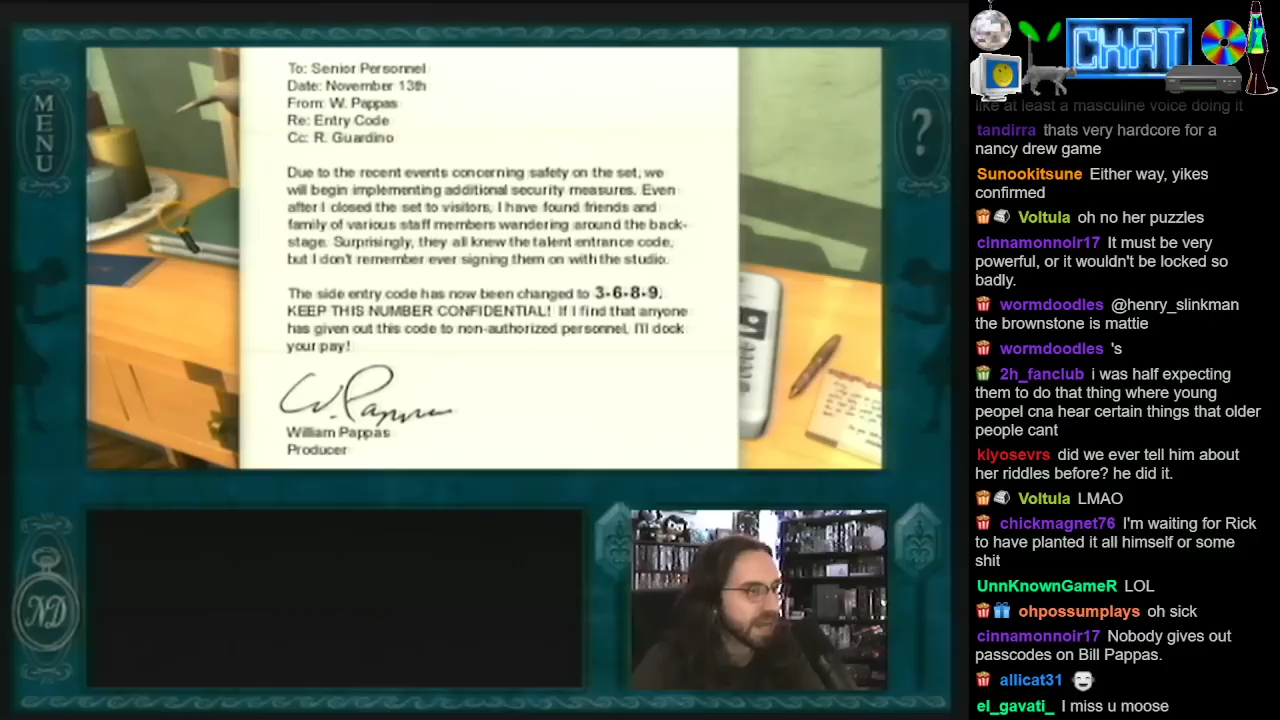 MENU
?
To: Senior Personnel
Date: November 13th
From: W. Pappas
Re: Entry Code
Cc: R. Guardino
Due to the recent events concerning safety on the set, we
will begin implementing additional security measures. Even
after I closed the set to visitors, I have found friends and
family of various staff members wandering around the back-
stage. Surprisingly, they all knew the talent entrance code,
but I don't remember ever signing them on with the studio.
The side entry code has now been changed to 3-6-8-9.
KEEP THIS NUMBER CONFIDENTIAL! If I find that anyone
has given out this code to non-authorized personnel, I'll dock
your pay!
W. Pappas
William Pappas
Producer
ND
CHAT
like at least a masculine voice doing it
tandirra thats very hardcore for a
nancy drew game
Sunookitsune Either way, yikes
confirmed
Voltula oh no her puzzles
cinnamonnoir17 It must be very
powerful, or it wouldn't be locked so
badly.
wormdoodles @henry_slinkman
the brownstone is mattie
wormdoodles 's
2h_fanclub i was half expecting
them to do that thing where young
peopel cna hear certain things that older
people cant
kiyosevrs did we ever tell him about
her riddles before? he did it.
Voltula LMAO
chickmagnet76 I'm waiting for Rick
to have planted it all himself or some
shit
UnnKnownGameR LOL
ohpossumplays oh sick
cinnamonnoir17 Nobody gives out
passcodes on Bill Pappas.
allicat31
el_gavati_ I miss u moose